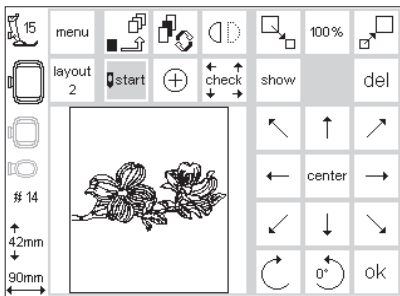 15
menu
100%
layout
2
start
check
show
del
# 14
center
42mm
90mm
0°
ok